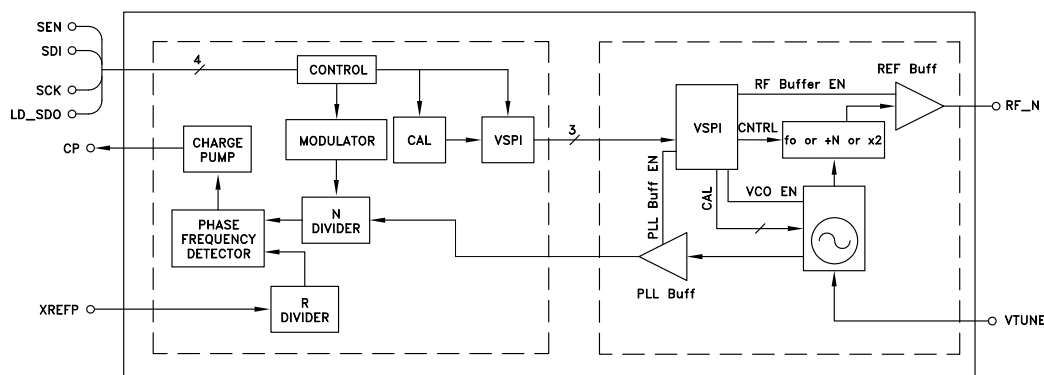 SEN
SDI
SCK
LD_SDO
CP
XREFP
4
CONTROL
MODULATOR
CAL
VSPI
CHARGE
PUMP
PHASE
FREQUENCY
DETECTOR
N
DIVIDER
R
DIVIDER
3
VSPI
RF Buffer EN
CNTRL
REF Buff
fo or +N or x2
PLL Buff EN
CAL
VCO EN
PLL Buff
RF_N
VTUNE